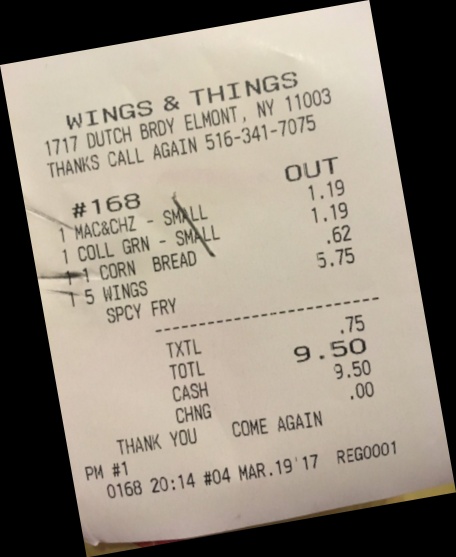 WINGS & THINGS
1717 DUTCH BRDY ELMONT, NY 11003
THANKS CALL AGAIN 516-341-7075
#168 OUT
1 MAC&CHZ - SMALL 1.19
1 COLL GRN - SMALL 1.19
1 1 CORN BREAD .62
1 5 WINGS 5.75
SPCY FRY
--------------------------------
TXTL .75
TOTL 9.50
CASH 9.50
CHNG .00
THANK YOU COME AGAIN
PM #1
0168 20:14 #04 MAR.19'17 REG0001